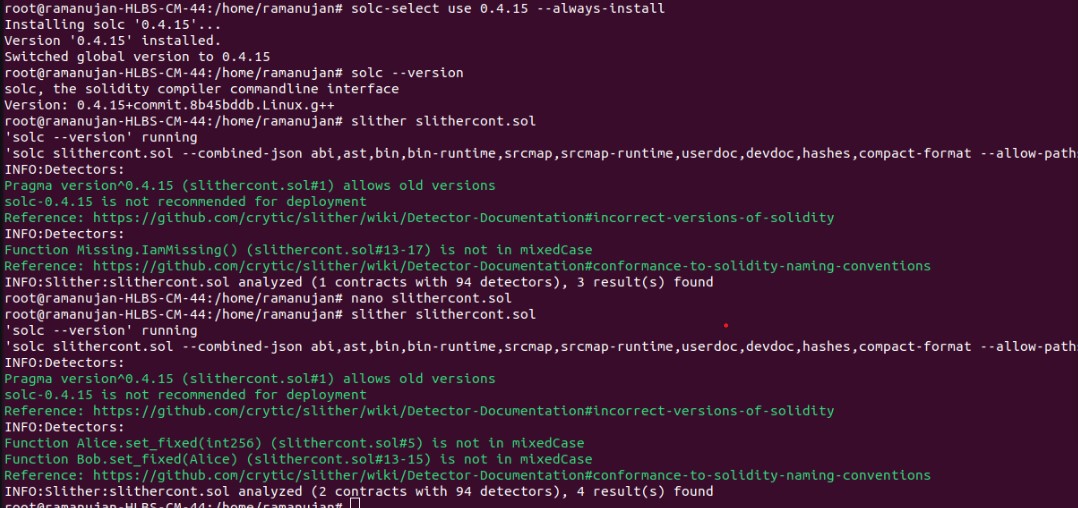 root@ramanujan-HLBS-CM-44:/home/ramanujan# solc-select use 0.4.15 --always-install
Installing solc '0.4.15'...
Version '0.4.15' installed.
Switched global version to 0.4.15
root@ramanujan-HLBS-CM-44:/home/ramanujan# solc --version
solc, the solidity compiler commandline interface
Version: 0.4.15+commit.8b45bddb.Linux.g++
root@ramanujan-HLBS-CM-44:/home/ramanujan# slither slithercont.sol
'solc --version' running
'solc slithercont.sol --combined-json abi,ast,bin,bin-runtime,srcmap,srcmap-runtime,userdoc,devdoc,hashes,compact-format --allow-path
INFO:Detectors:
Pragma version^0.4.15 (slithercont.sol#1) allows old versions
solc-0.4.15 is not recommended for deployment
Reference: https://github.com/crytic/slither/wiki/Detector-Documentation#incorrect-versions-of-solidity
INFO:Detectors:
Function Missing.IamMissing() (slithercont.sol#13-17) is not in mixedCase
Reference: https://github.com/crytic/slither/wiki/Detector-Documentation#conformance-to-solidity-naming-conventions
INFO:Slither:slithercont.sol analyzed (1 contracts with 94 detectors), 3 result(s) found
root@ramanujan-HLBS-CM-44:/home/ramanujan# nano slithercont.sol
root@ramanujan-HLBS-CM-44:/home/ramanujan# slither slithercont.sol
'solc --version' running
'solc slithercont.sol --combined-json abi,ast,bin,bin-runtime,srcmap,srcmap-runtime,userdoc,devdoc,hashes,compact-format --allow-path
INFO:Detectors:
Pragma version^0.4.15 (slithercont.sol#1) allows old versions
solc-0.4.15 is not recommended for deployment
Reference: https://github.com/crytic/slither/wiki/Detector-Documentation#incorrect-versions-of-solidity
INFO:Detectors:
Function Alice.set_fixed(int256) (slithercont.sol#5) is not in mixedCase
Function Bob.set_fixed(Alice) (slithercont.sol#13-15) is not in mixedCase
Reference: https://github.com/crytic/slither/wiki/Detector-Documentation#conformance-to-solidity-naming-conventions
INFO:Slither:slithercont.sol analyzed (2 contracts with 94 detectors), 4 result(s) found
root@ramanujan-HLBS-CM-44:/home/ramanujan#